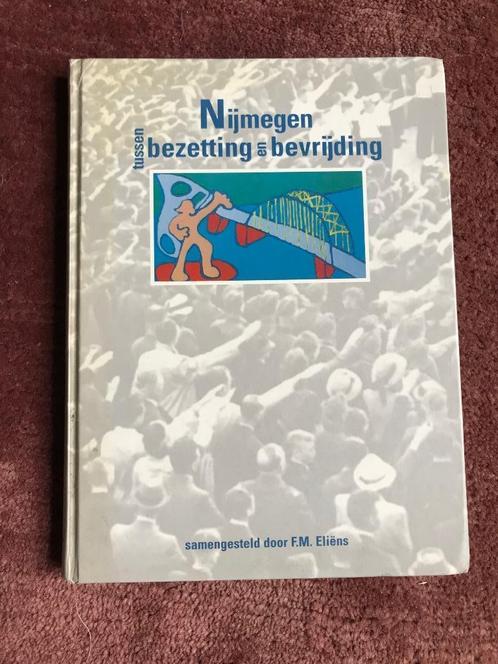 Nijmegen
tussen
bezetting en bevrijding
samengesteld door F.M. Eliëns